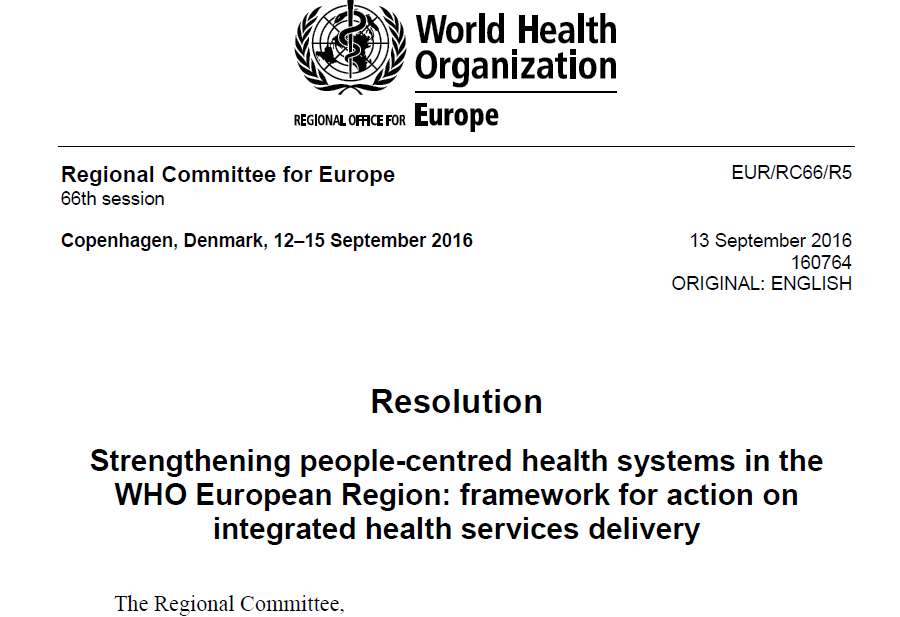 World Health
Organization
REGIONAL OFFICE FOR Europe
Regional Committee for Europe
EUR/RC66/R5
66th session
Copenhagen, Denmark, 12–15 September 2016
13 September 2016
160764
ORIGINAL: ENGLISH
Resolution
Strengthening people-centred health systems in the
WHO European Region: framework for action on
integrated health services delivery
The Regional Committee,